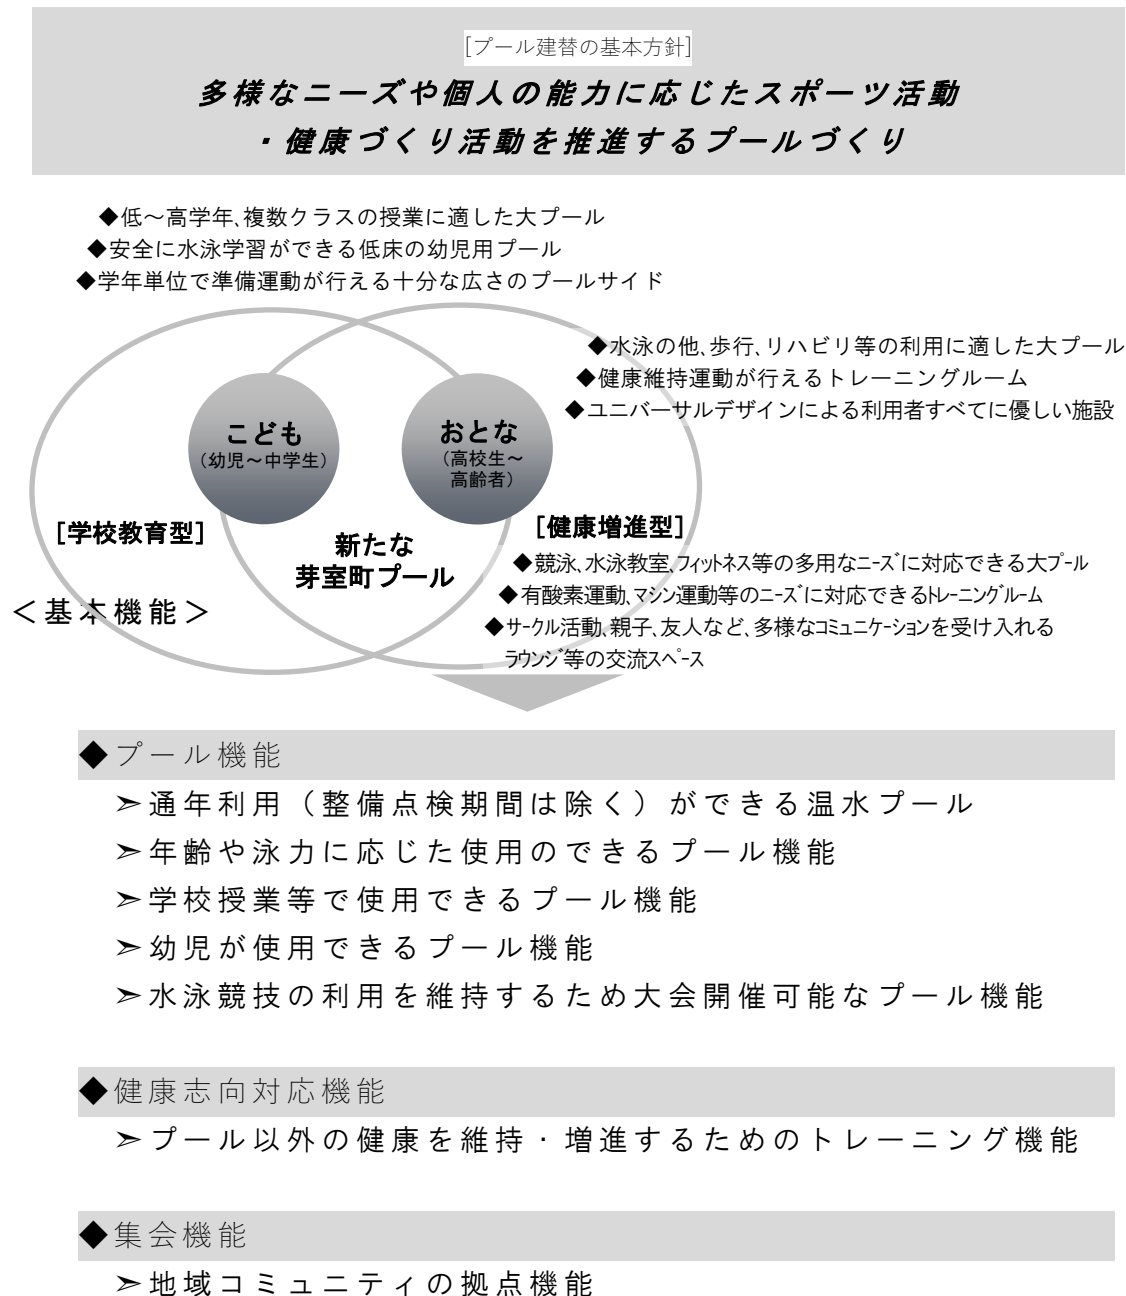 [プール建替の基本方針]
多様なニーズや個人の能力に応じたスポーツ活動
・健康づくり活動を推進するプールづくり
◆低～高学年、複数クラスの授業に適した大プール
◆安全に水泳学習ができる低床の幼児用プール
◆学年単位で準備運動が行える十分な広さのプールサイド
◆水泳の他、歩行、リハビリ等の利用に適した大プール
◆健康維持運動が行えるトレーニングルーム
◆ユニバーサルデザインによる利用者すべてに優しい施設
こども
（幼児～中学生）
おとな
（高校生～
高齢者）
[学校教育型]
新たな
芽室町プール
[健康増進型]
◆競泳、水泳教室、ﾌｨｯﾄﾈｽ等の多用なﾆｰｽﾞに対応できる大ﾌﾟｰﾙ
◆有酸素運動、ﾏｼﾝ運動等のﾆｰｽﾞに対応できるﾄﾚｰﾆﾝｸﾞﾙｰﾑ
◆ｻｰｸﾙ活動、親子、友人など、多様なｺﾐｭﾆｹｰｼｮﾝを受け入れる
ﾗｳﾝｼﾞ等の交流ｽﾍﾟｰｽ
＜基本機能＞
◆プール機能
➣通年利用（整備点検期間は除く）ができる温水プール
➣年齢や泳力に応じた使用のできるプール機能
➣学校授業等で使用できるプール機能
➣幼児が使用できるプール機能
➣水泳競技の利用を維持するため大会開催可能なプール機能
◆健康志向対応機能
➣プール以外の健康を維持・増進するためのトレーニング機能
◆集会機能
➣地域コミュニティの拠点機能